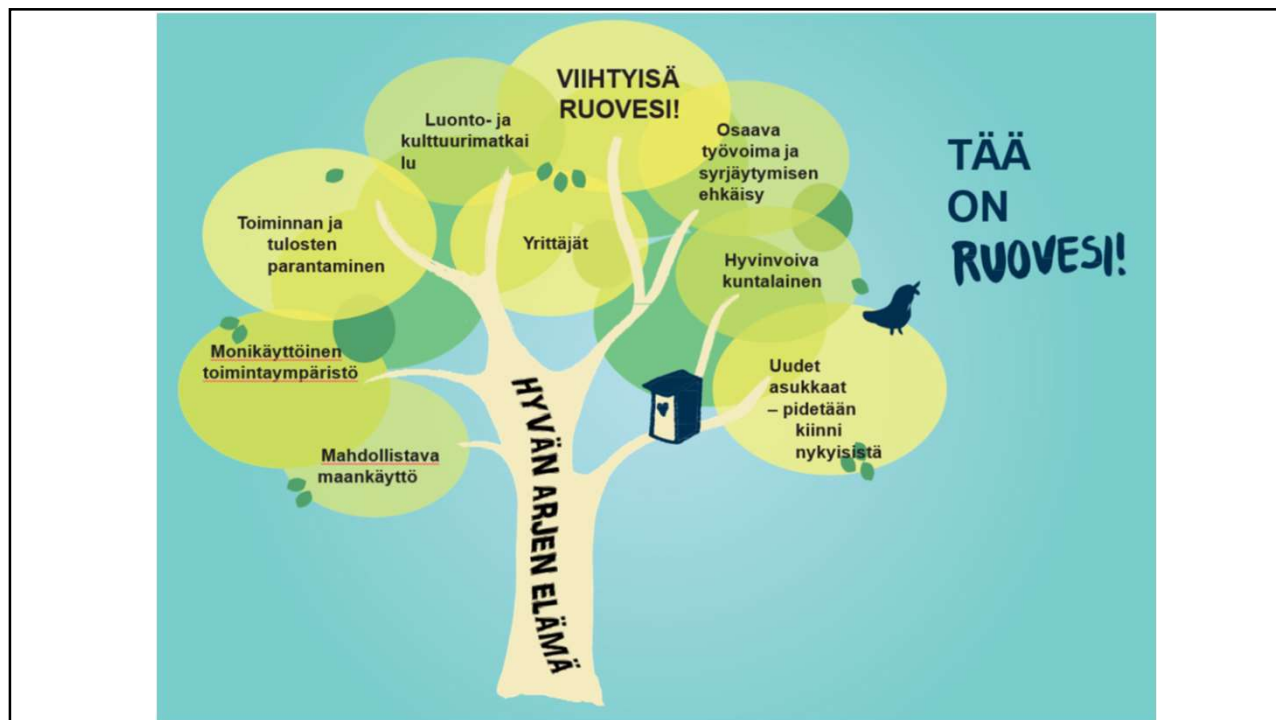 VIIHTYISÄ
RUOVESI!
Luonto- ja
kulttuurimatkai
lu
Osaava
työvoima ja
syrjäytymisen
ehkäisy
TÄÄ
ON
RUOVESI!
Toiminnan ja
tulosten
parantaminen
Yrittäjät
Hyvinvoiva
kuntalainen
Monikäyttöinen
toimintaympäristö
Uudet
asukkaat
– pidetään
kiinni
nykyisistä
Mahdollistava
maankäyttö
HYVÄN ARJEN ELÄMÄ